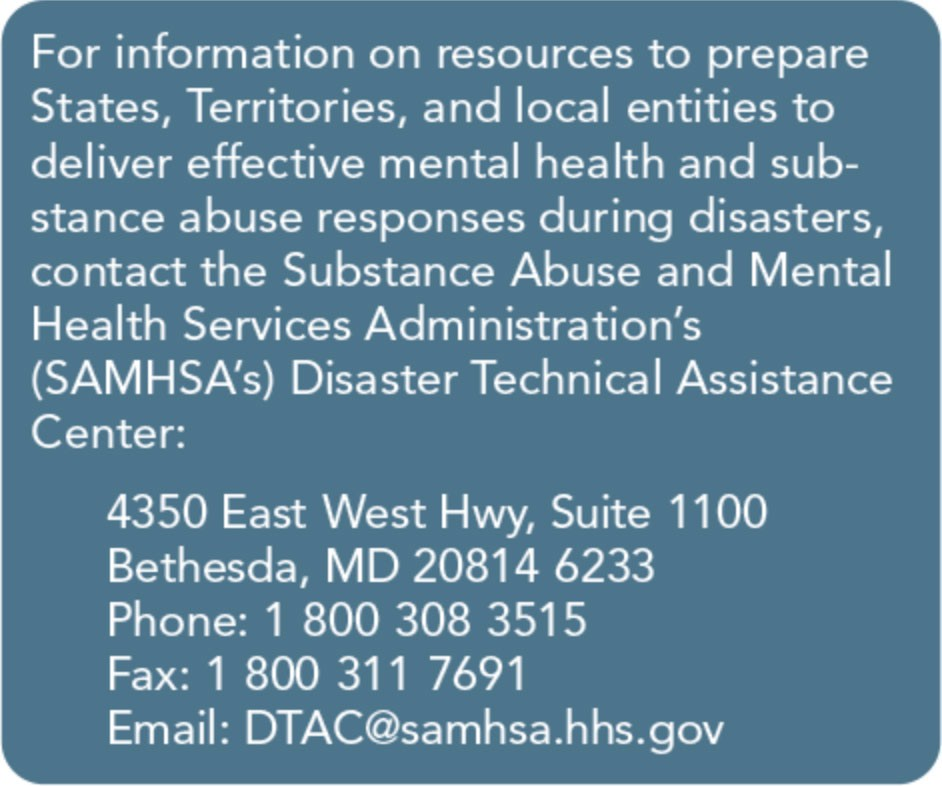 For information on resources to prepare
States, Territories, and local entities to
deliver effective mental health and sub-
stance abuse responses during disasters,
contact the Substance Abuse and Mental
Health Services Administration’s
(SAMHSA’s) Disaster Technical Assistance
Center:
4350 East West Hwy, Suite 1100
Bethesda, MD 20814 6233
Phone: 1 800 308 3515
Fax: 1 800 311 7691
Email: DTAC@samhsa.hhs.gov